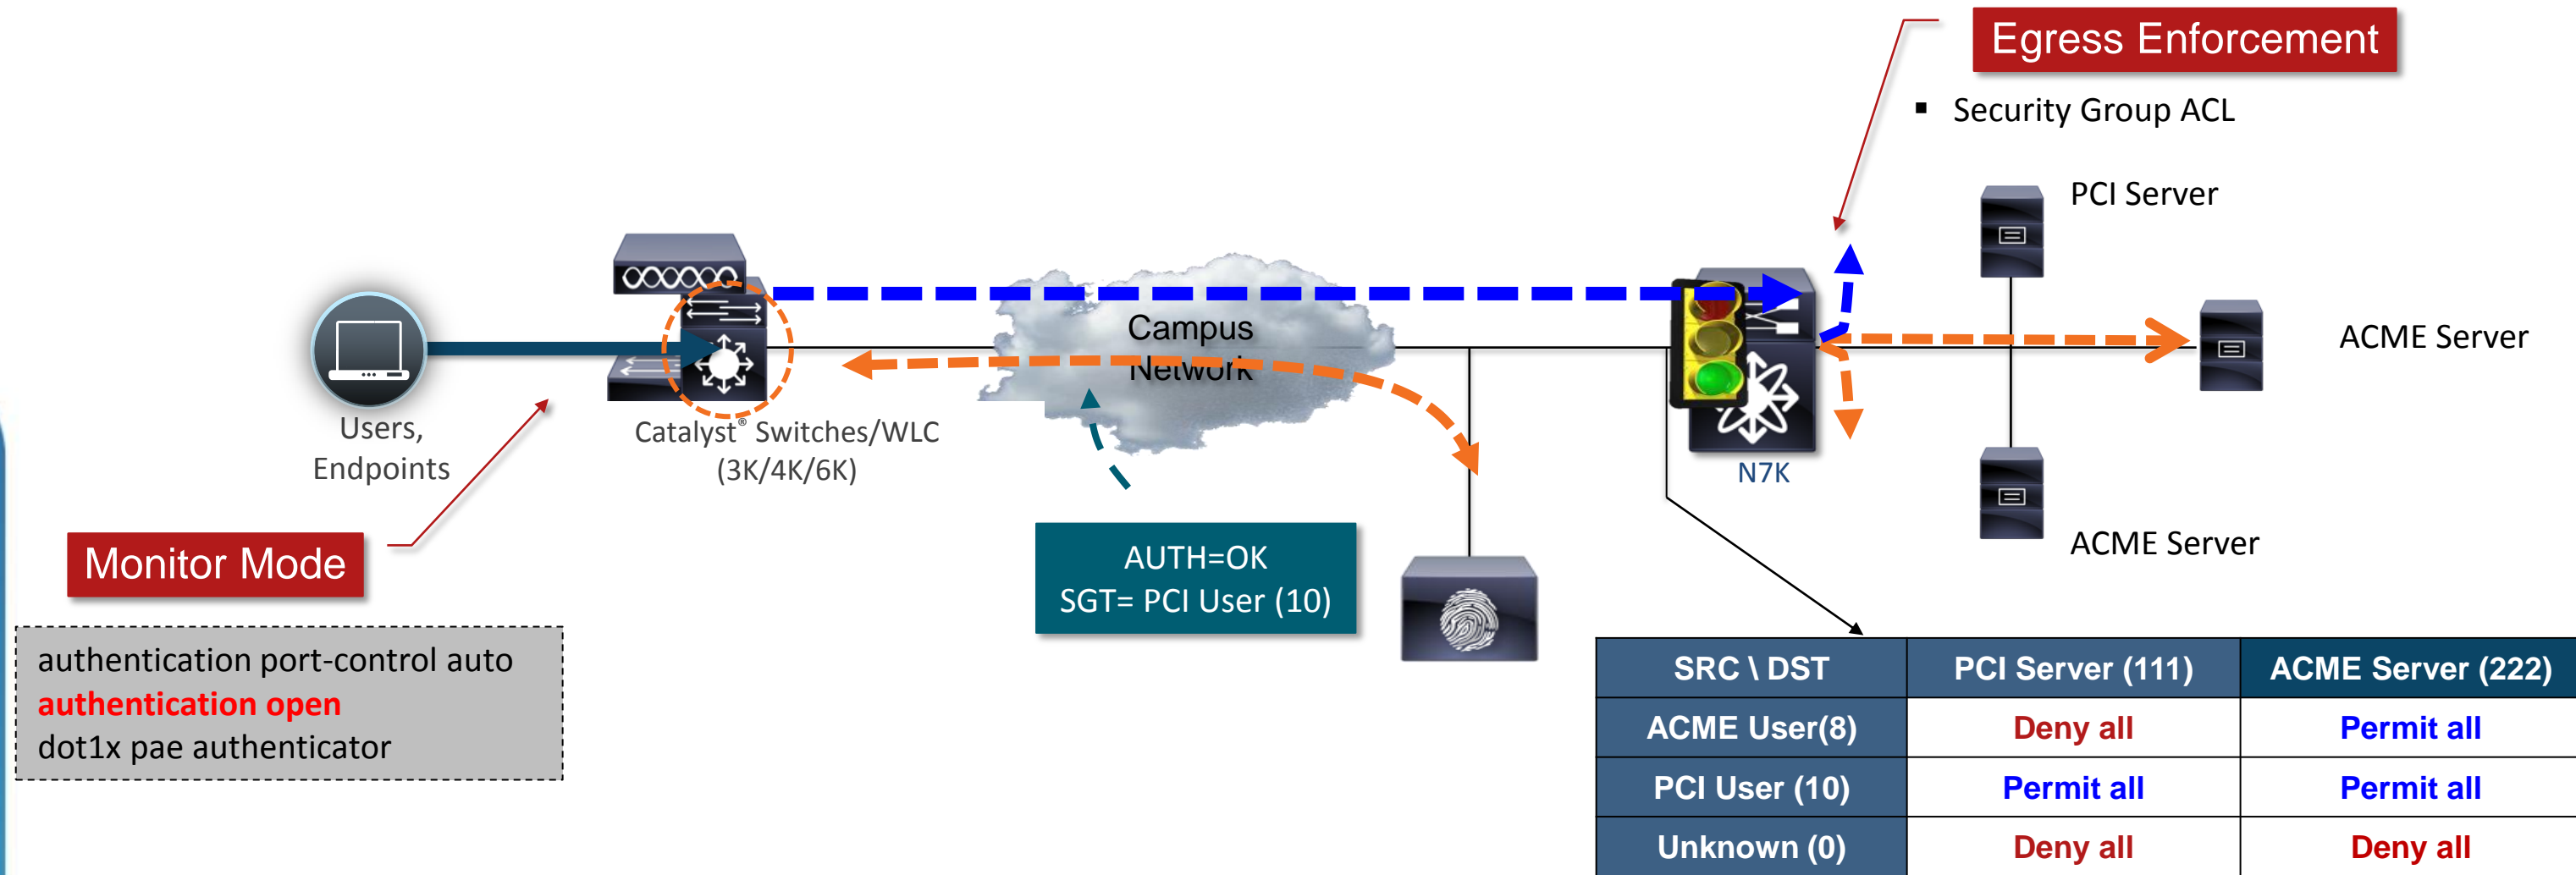 Egress Enforcement
▪ Security Group ACL
PCI Server
Campus
Network
ACME Server
Users,
Endpoints
Catalyst® Switches/WLC
(3K/4K/6K)
N7K
ACME Server
Monitor Mode
AUTH=OK
SGT= PCI User (10)
authentication port-control auto
authentication open
dot1x pae authenticator
SRC \ DST PCI Server (111) ACME Server (222)
ACME User(8) Deny all Permit all
PCI User (10) Permit all Permit all
Unknown (0) Deny all Deny all